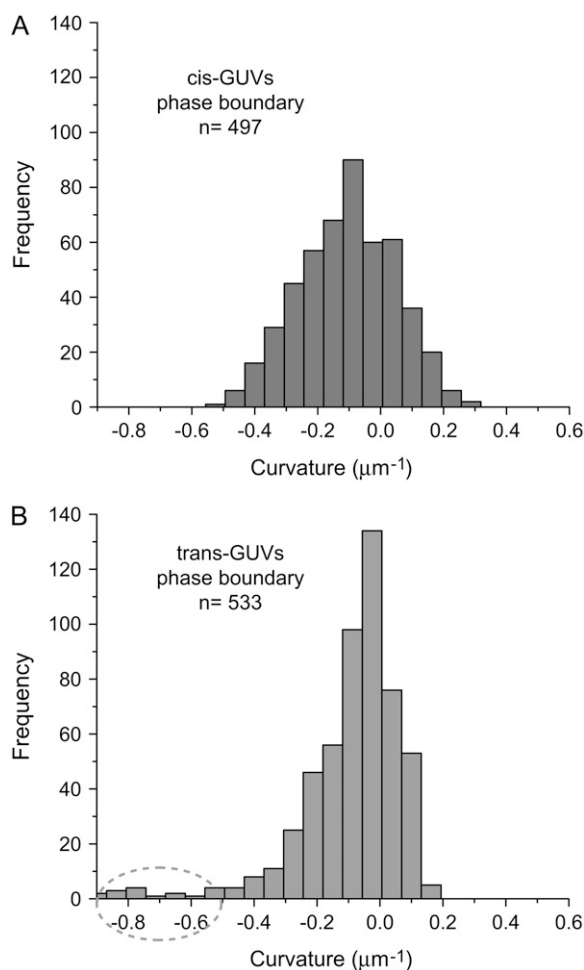 A
140
120
100
80
60
40
20
0
Frequency
cis-GUVs
phase boundary
n= 497
-0.8 -0.6 -0.4 -0.2 0.0 0.2 0.4 0.6
Curvature (μm-1)
B
140
120
100
80
60
40
20
0
Frequency
trans-GUVs
phase boundary
n= 533
-0.8 -0.6 -0.4 -0.2 0.0 0.2 0.4 0.6
Curvature (μm-1)